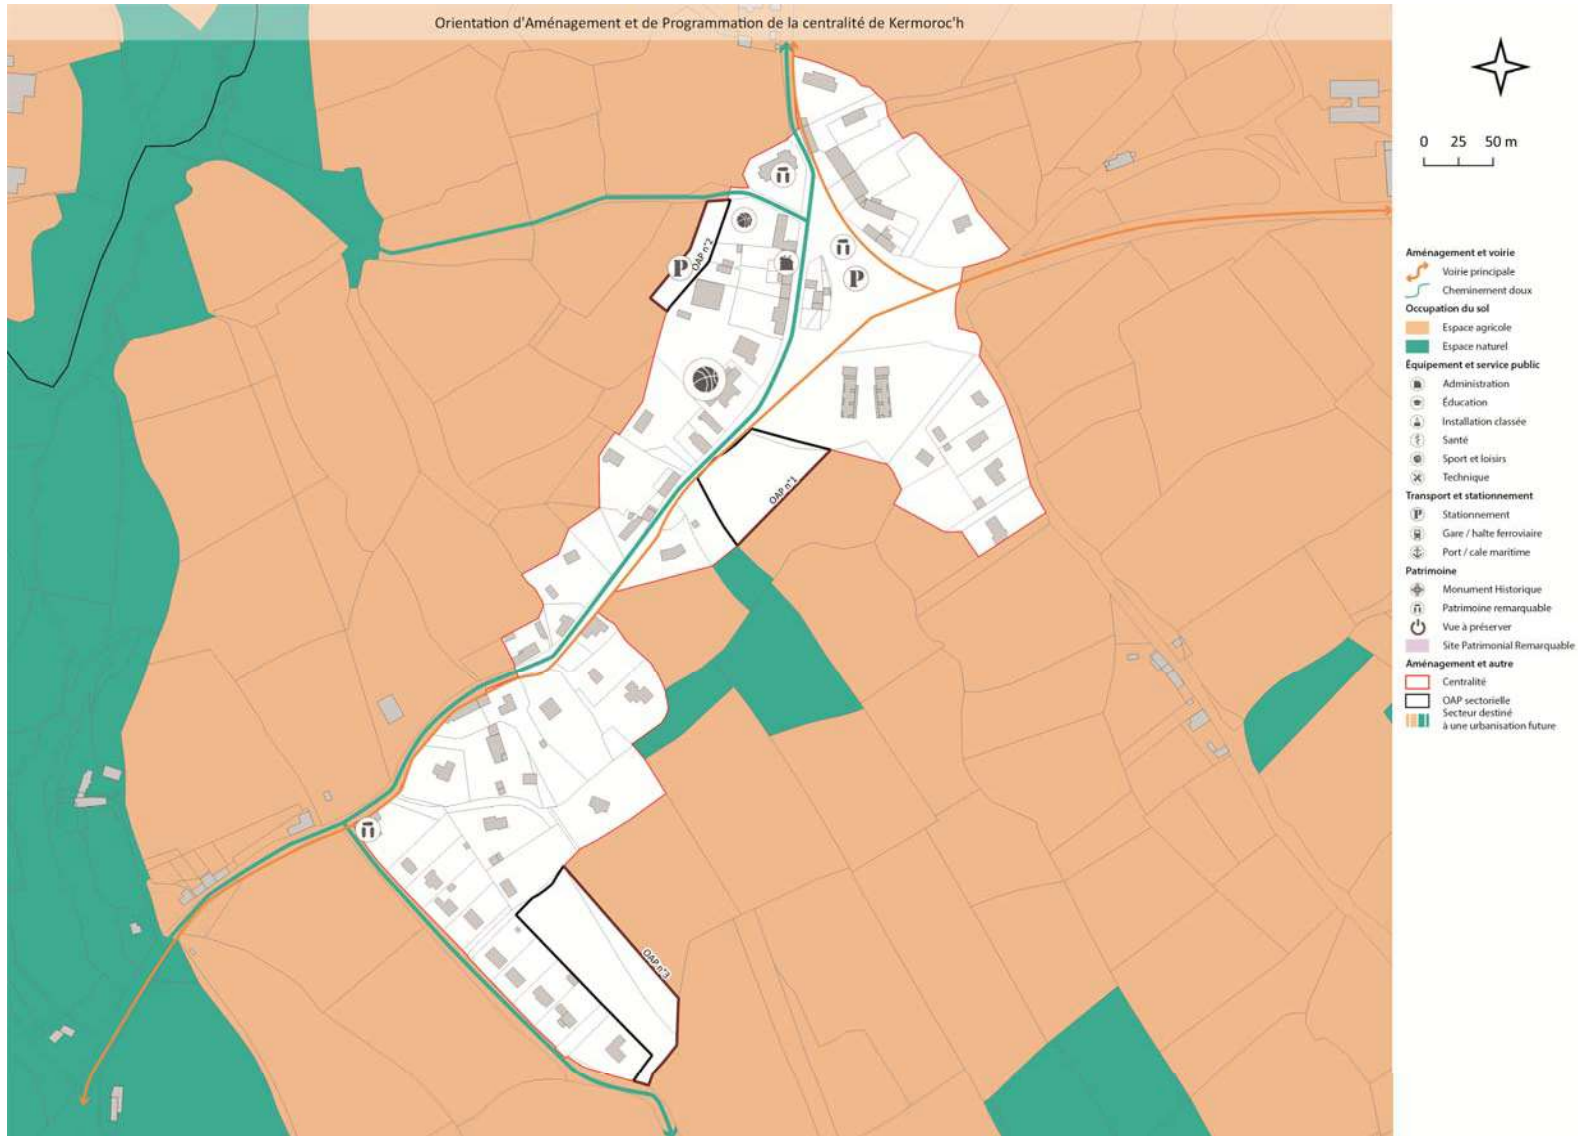 Orientation d'Aménagement et de Programmation de la centralité de Kermoroc'h
0 25 50 m
OAP n°2
P
P
OAP n°1
OAP n°3
Aménagement et voirie
Voirie principale
Cheminement doux
Occupation du sol
Espace agricole
Espace naturel
Équipement et service public
Administration
Éducation
Installation classée
Santé
Sport et loisirs
Technique
Transport et stationnement
P Stationnement
Gare / halte ferroviaire
Port / cale maritime
Patrimoine
Monument Historique
Patrimoine remarquable
Vue à préserver
Site Patrimonial Remarquable
Aménagement et autre
Centralité
OAP sectorielle
Secteur destiné
à une urbanisation future